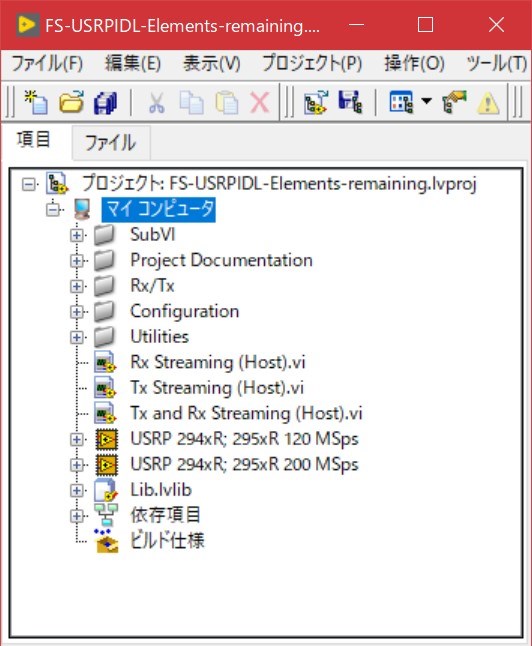 FS-USRPIDL-Elements-remaining....
ファイル(F) 編集(E) 表示(V) プロジェクト(P) 操作(O) ツール(T)
項目 ファイル
プロジェクト: FS-USRPIDL-Elements-remaining.lvproj
マイ コンピュータ
SubVI
Project Documentation
Rx/Tx
Configuration
Utilities
Rx Streaming (Host).vi
Tx Streaming (Host).vi
Tx and Rx Streaming (Host).vi
USRP 294xR; 295xR 120 MSps
USRP 294xR; 295xR 200 MSps
Lib.lvlib
依存項目
ビルド仕様